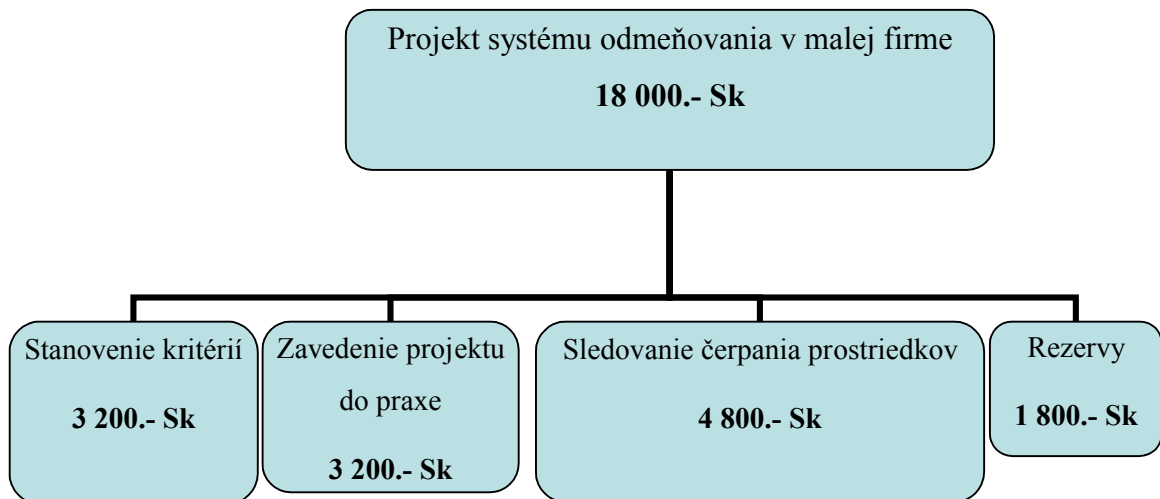 Projekt systému odmeňovania v malej firme
18 000.- Sk
Stanovenie kritérií
3 200.- Sk
Zavedenie projektu
do praxe
3 200.- Sk
Sledovanie čerpania prostriedkov
4 800.- Sk
Rezervy
1 800.- Sk